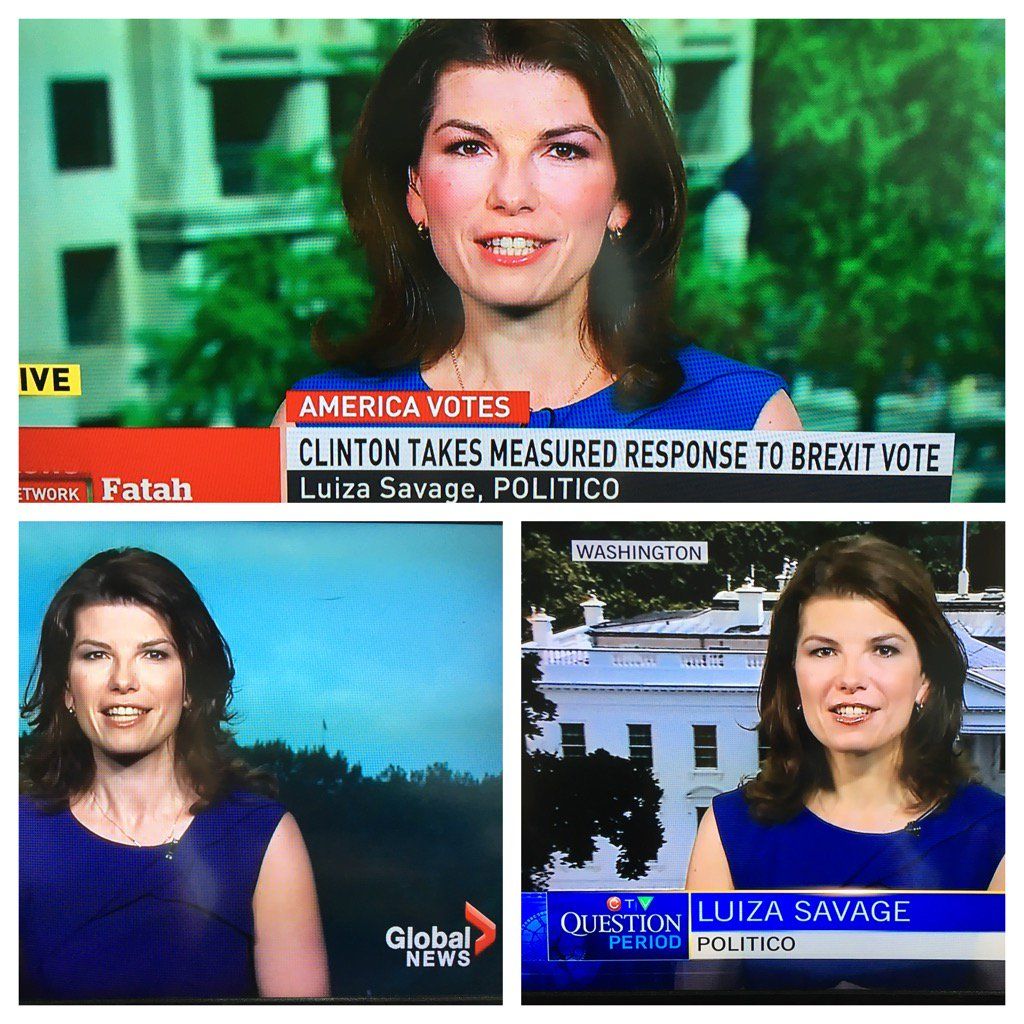 IVE
AMERICA VOTES
CLINTON TAKES MEASURED RESPONSE TO BREXIT VOTE
Luiza Savage, POLITICO
ETWORK
Fatah
Global
NEWS
WASHINGTON
CTV
QUESTION
PERIOD
LUIZA SAVAGE
POLITICO